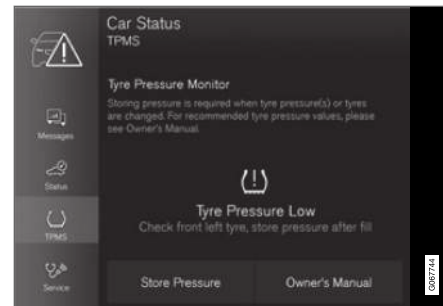 Car Status
TPMS
Tyre Pressure Monitor
Storing pressure is required when tyre pressure(s) or tyres
are changed. For recommended tyre pressure values, please
see Owner's Manual.
Messages
Status
TPMS
Service
(!)
Tyre Pressure Low
Check front left tyre, store pressure after fill
Store Pressure
Owner's Manual
G067744